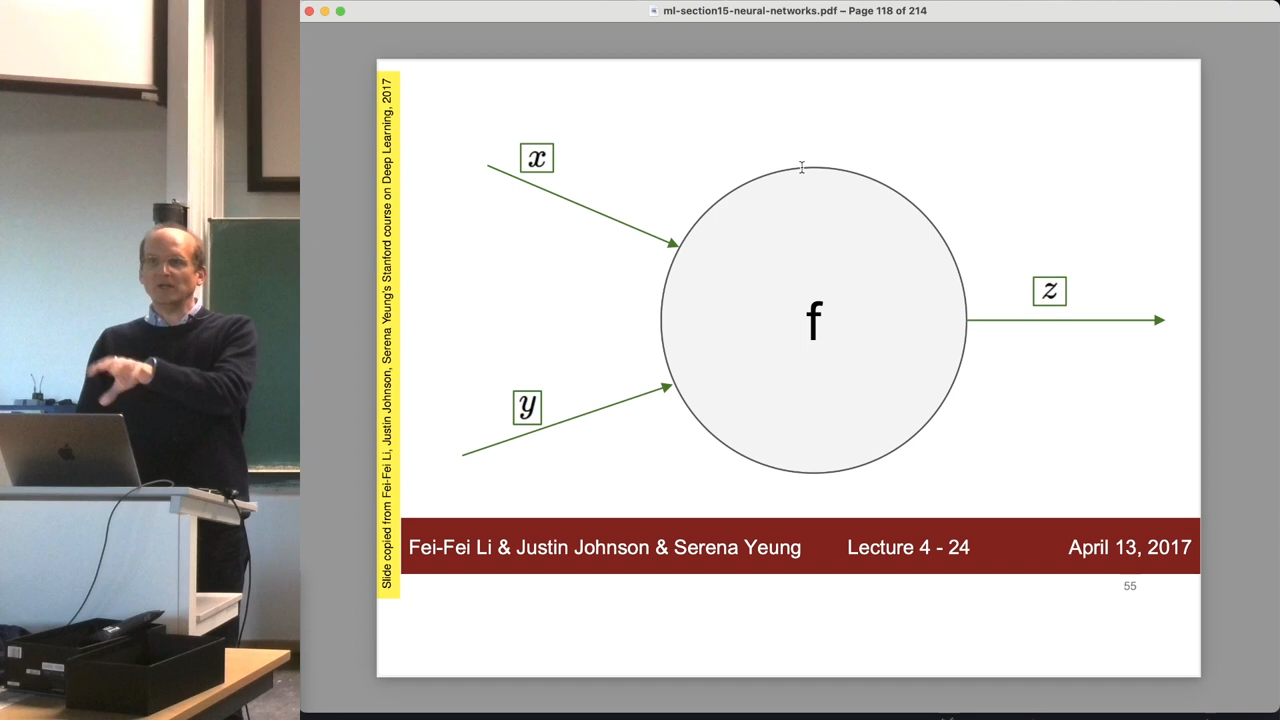 ml-section15-neural-networks.pdf – Page 118 of 214
Slide copied from Fei-Fei Li, Justin Johnson, Serena Yeung's Stanford course on Deep Learning, 2017
x
f
z
y
Fei-Fei Li & Justin Johnson & Serena Yeung Lecture 4 - 24 April 13, 2017
55